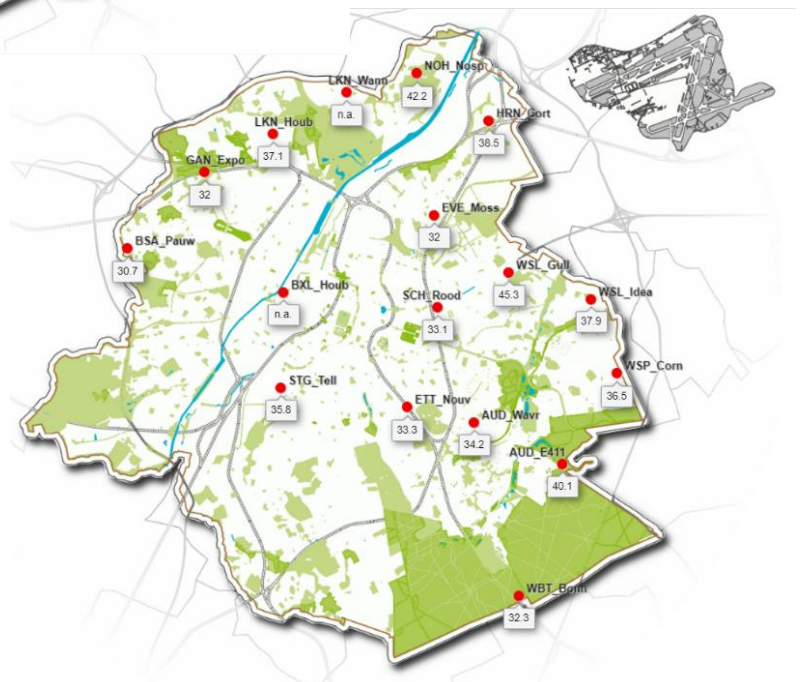 NOH_Nosp
42.2
LKN_Wann
n.a.
HRN_Cort
38.5
LKN_Houb
37.1
GAN_Expo
32
EVE_Moss
32
BSA_Pauw
30.7
WSL_Gull
45.3
BXL_Houb
n.a.
SCH_Rood
33.1
WSL_Idea
37.9
WSP_Corn
36.5
STG_Tell
35.8
ETT_Nouv
33.3
AUD_Wavr
34.2
AUD_E411
40.1
WBT_Bonn
32.3